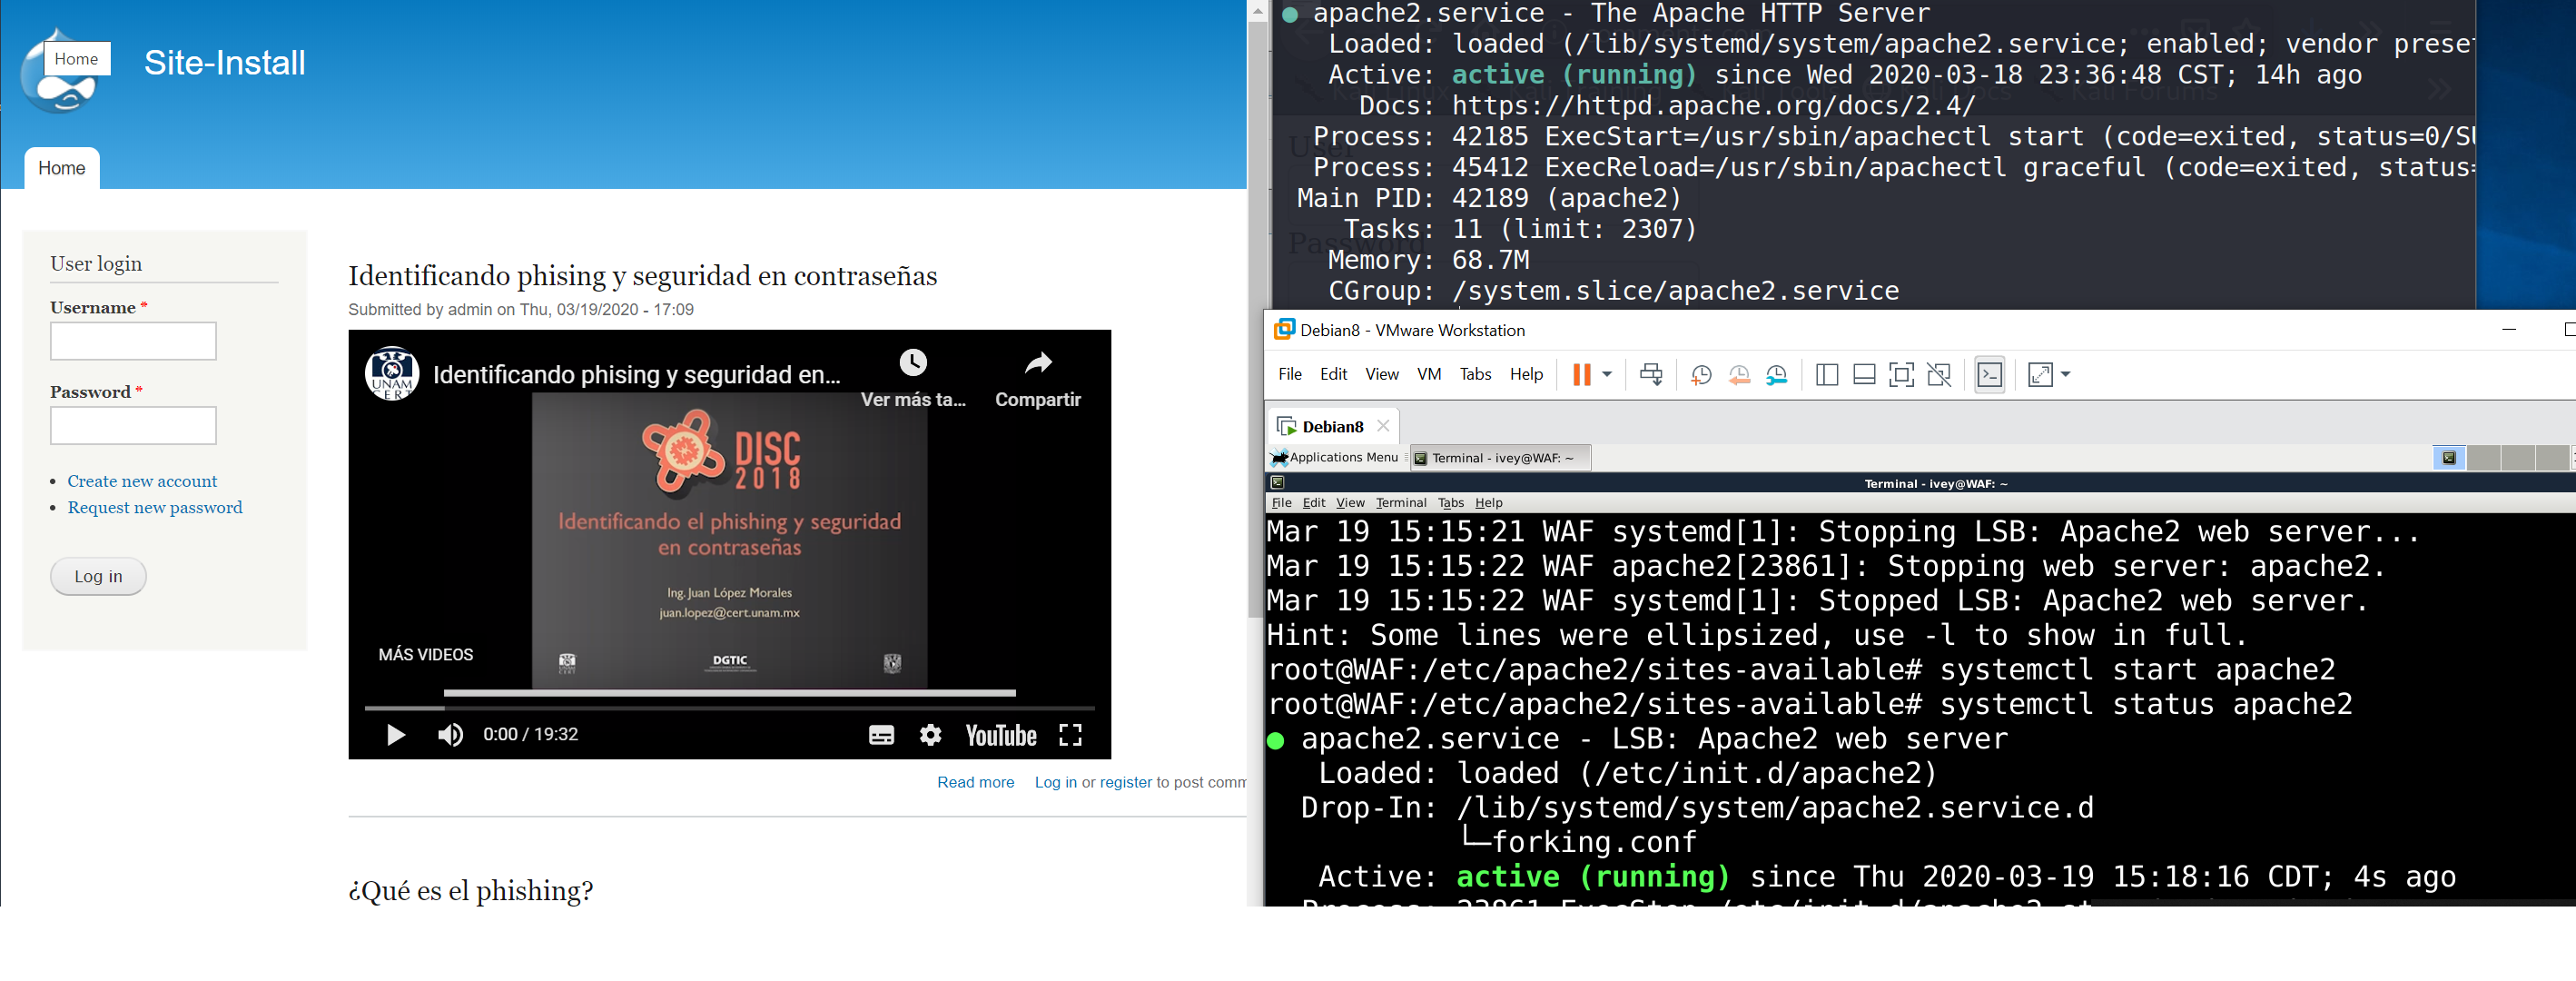 Home
Site-Install
Home
User login
Username *
Password *
Create new account
Request new password
Log in
Identificando phising y seguridad en contraseñas
Submitted by admin on Thu, 03/19/2020 - 17:09
UNAM
CERT
Identificando phising y seguridad en...
Ver más ta...
Compartir
DISC
2018
Identificando el phishing y seguridad
en contraseñas
Ing. Juan López Morales
juan.lopez@cert.unam.mx
MÁS VIDEOS
DGTIC
0:00 / 19:32
YouTube
Read more Log in or register to post comm
¿Qué es el phishing?
● apache2.service - The Apache HTTP Server
Loaded: loaded (/lib/systemd/system/apache2.service; enabled; vendor preset
Active: active (running) since Wed 2020-03-18 23:36:48 CST; 14h ago
Docs: https://httpd.apache.org/docs/2.4/
Process: 42185 ExecStart=/usr/sbin/apachectl start (code=exited, status=0/SU
Process: 45412 ExecReload=/usr/sbin/apachectl graceful (code=exited, status=
Main PID: 42189 (apache2)
Tasks: 11 (limit: 2307)
Password
Memory: 68.7M
CGroup: /system.slice/apache2.service
Debian8 - VMware Workstation
File Edit View VM Tabs Help
Debian8
Applications Menu Terminal - ivey@WAF: ~
Terminal - ivey@WAF: ~
File Edit View Terminal Tabs Help
Mar 19 15:15:21 WAF systemd[1]: Stopping LSB: Apache2 web server...
Mar 19 15:15:22 WAF apache2[23861]: Stopping web server: apache2.
Mar 19 15:15:22 WAF systemd[1]: Stopped LSB: Apache2 web server.
Hint: Some lines were ellipsized, use -l to show in full.
root@WAF:/etc/apache2/sites-available# systemctl start apache2
root@WAF:/etc/apache2/sites-available# systemctl status apache2
● apache2.service - LSB: Apache2 web server
Loaded: loaded (/etc/init.d/apache2)
Drop-In: /lib/systemd/system/apache2.service.d
└─forking.conf
Active: active (running) since Thu 2020-03-19 15:18:16 CDT; 4s ago
Process: 23861 ExecStop=/etc/init.d/apache2 st